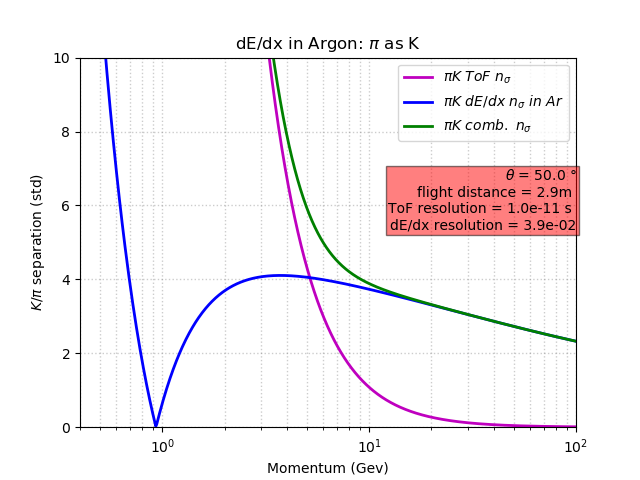 dE/dx in Argon: π as K
10
8
6
4
2
0
K/π separation (std)
πK ToF nσ
πK dE/dx nσ in Ar
πK comb. nσ
θ = 50.0 °
flight distance = 2.9m
ToF resolution = 1.0e-11 s
dE/dx resolution = 3.9e-02
10⁰ 10¹ 10²
Momentum (Gev)